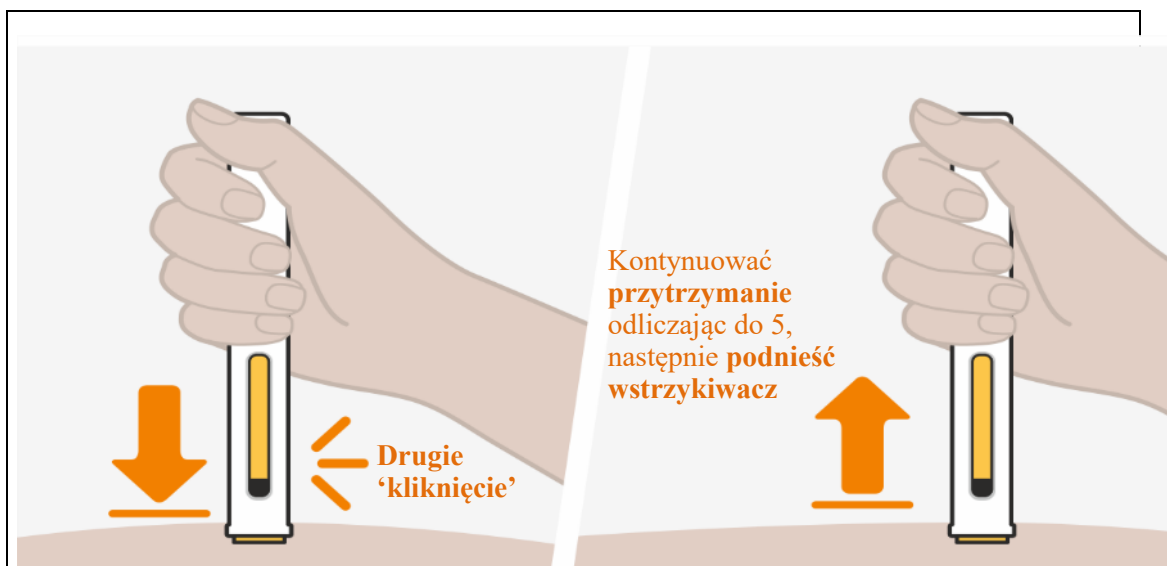 Drugie
‘kliknięcie’
Kontynuować
przytrzymanie
odliczając do 5,
następnie podnieść
wstrzykiwacz